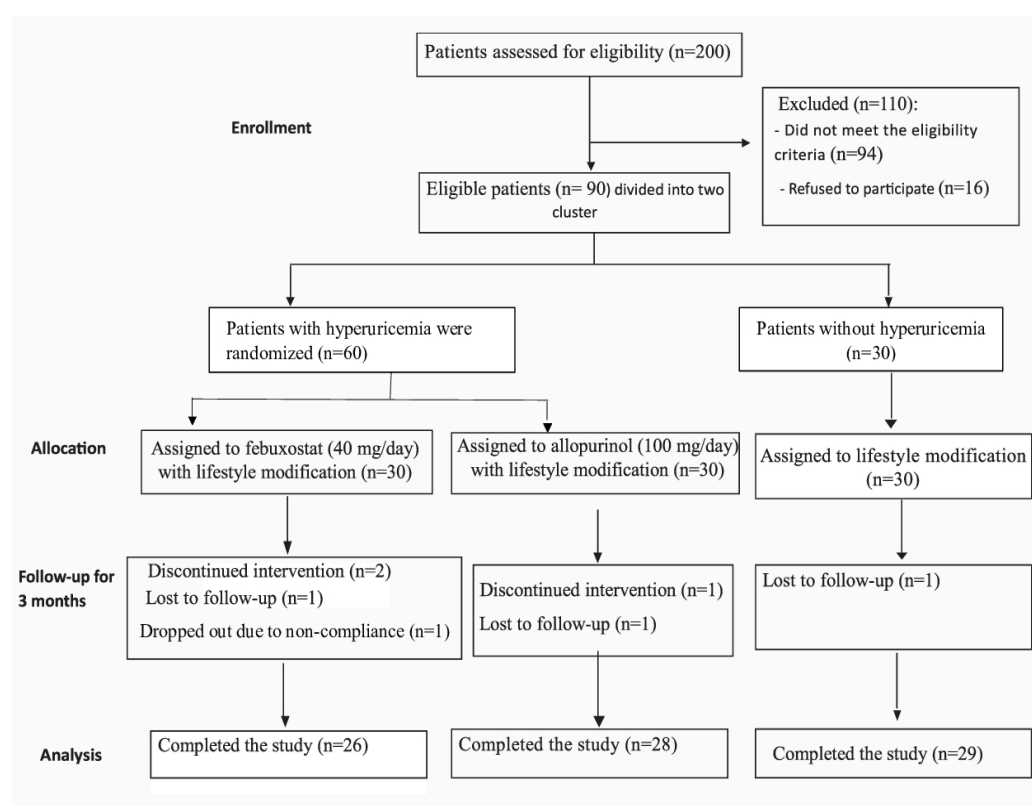 Patients assessed for eligibility (n=200)
Enrollment
Excluded (n=110):
- Did not meet the eligibility
criteria (n=94)
- Refused to participate (n=16)
Eligible patients (n= 90) divided into two
cluster
Patients with hyperuricemia were
randomized (n=60)
Patients without hyperuricemia
(n=30)
Allocation
Assigned to febuxostat (40 mg/day)
with lifestyle modification (n=30)
Assigned to allopurinol (100 mg/day)
with lifestyle modification (n=30)
Assigned to lifestyle modification
(n=30)
Follow-up for
3 months
Discontinued intervention (n=2)
Lost to follow-up (n=1)
Dropped out due to non-compliance (n=1)
Discontinued intervention (n=1)
Lost to follow-up (n=1)
Lost to follow-up (n=1)
Analysis
Completed the study (n=26)
Completed the study (n=28)
Completed the study (n=29)